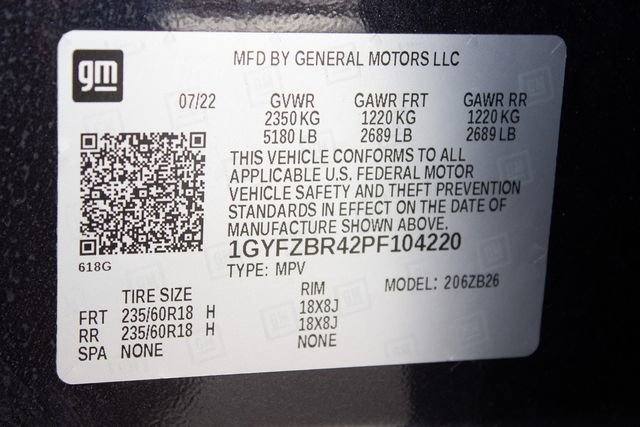 gm
MFD BY GENERAL MOTORS LLC
07/22 GVWR GAWR FRT GAWR RR
2350 KG 1220 KG 1220 KG
5180 LB 2689 LB 2689 LB
THIS VEHICLE CONFORMS TO ALL
APPLICABLE U.S. FEDERAL MOTOR
VEHICLE SAFETY AND THEFT PREVENTION
STANDARDS IN EFFECT ON THE DATE OF
MANUFACTURE SHOWN ABOVE.
1GYFZBR42PF104220
618G
TYPE: MPV MODEL: 206ZB26
TIRE SIZE RIM
FRT 235/60R18 H 18X8J
RR 235/60R18 H 18X8J
SPA NONE NONE